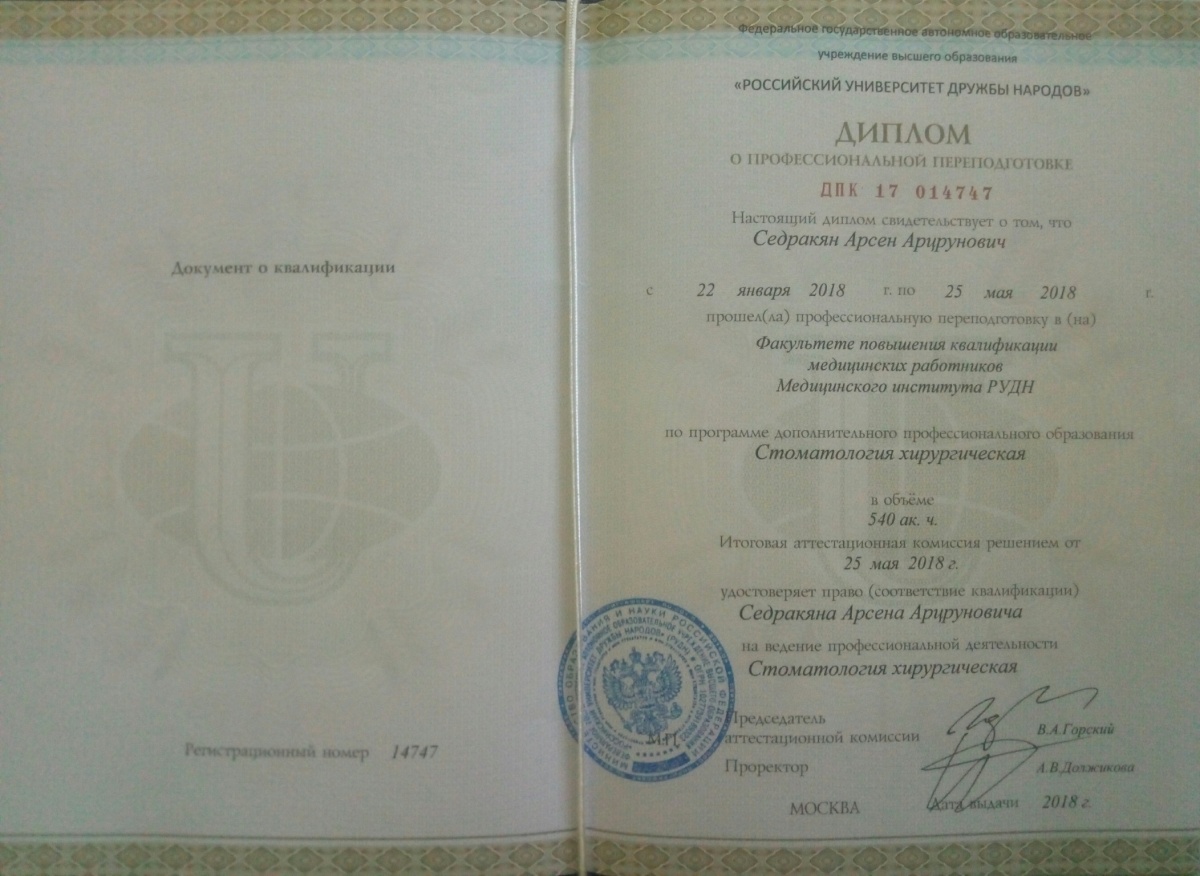 Документ о квалификации
Регистрационный номер 14747
Федеральное государственное автономное образовательное
учреждение высшего образования
«РОССИЙСКИЙ УНИВЕРСИТЕТ ДРУЖБЫ НАРОДОВ»
ДИПЛОМ
О ПРОФЕССИОНАЛЬНОЙ ПЕРЕПОДГОТОВКЕ
ДПК 17 014747
Настоящий диплом свидетельствует о том, что
Седракян Арсен Арцрунович
с 22 января 2018 г. по 25 мая 2018 г.
прошел(ла) профессиональную переподготовку в (на)
Факультете повышения квалификации
медицинских работников
Медицинского института РУДН
по программе дополнительного профессионального образования
Стоматология хирургическая
в объёме
540 ак. ч.
Итоговая аттестационная комиссия решением от
25 мая 2018 г.
удостоверяет право (соответствие квалификации)
Седракяна Арсена Арцруновича
на ведение профессиональной деятельности
Стоматология хирургическая
М.П.
Председатель
аттестационной комиссии В.А.Горский
Проректор А.В.Должикова
МОСКВА Дата выдачи 2018 г.